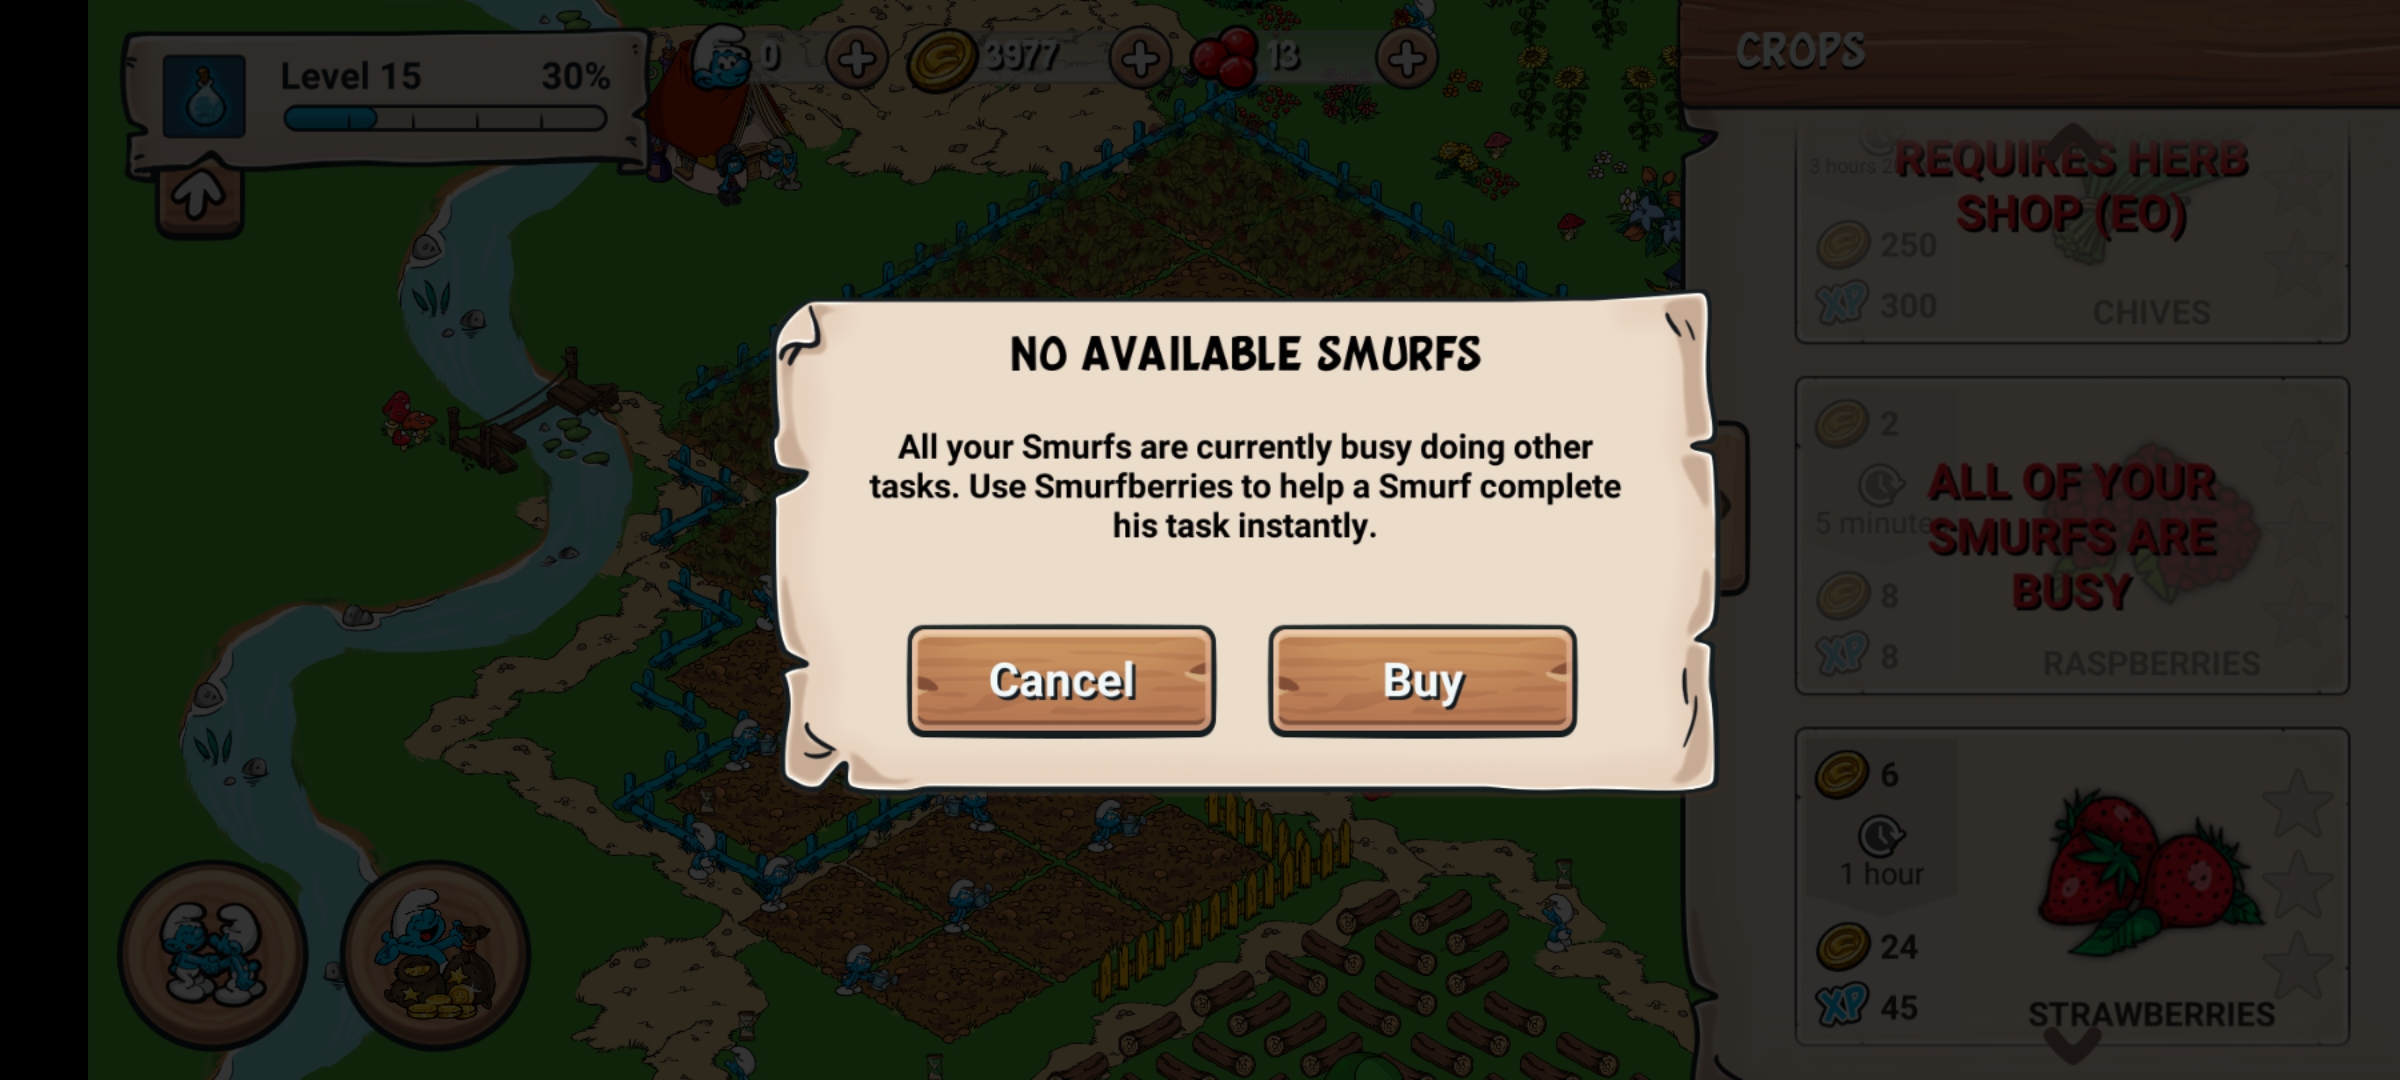 Level 15
30%
0
3977
13
CROPS
3 hours
REQUIRES HERB
SHOP (EO)
250
XP 300
CHIVES
NO AVAILABLE SMURFS
All your Smurfs are currently busy doing other
tasks. Use Smurfberries to help a Smurf complete
his task instantly.
Cancel
Buy
2
5 minute
ALL OF YOUR
SMURFS ARE
BUSY
8
XP 8
RASPBERRIES
6
1 hour
24
XP 45
STRAWBERRIES